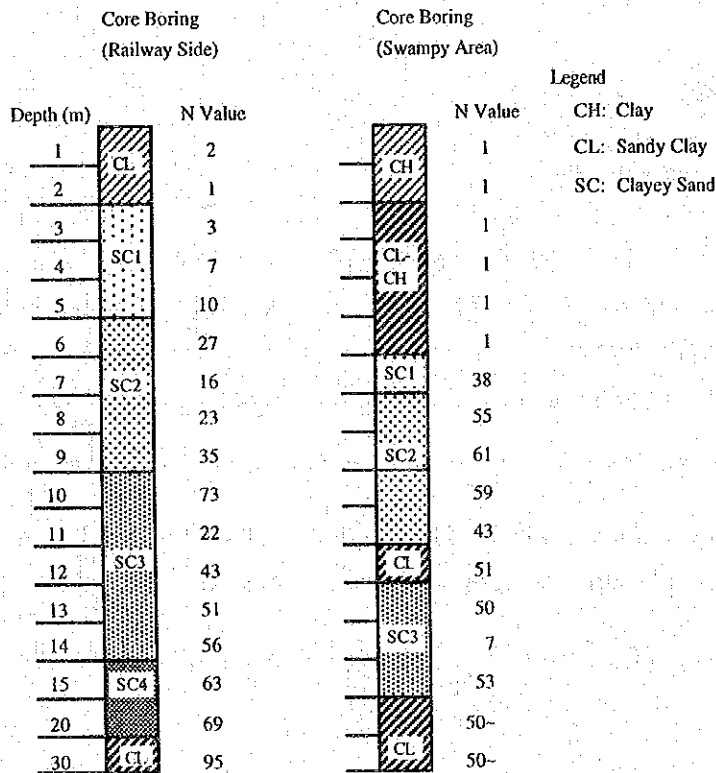 Core Boring
(Railway Side)
Core Boring
(Swampy Area)
Legend
CH: Clay
CL: Sandy Clay
SC: Clayey Sand
Depth (m) N Value
1 2
2 1
3 3
4 7
5 10
6 27
7 16
8 23
9 35
10 73
11 22
12 43
13 51
14 56
15 63
20 69
30 95
CL
SC1
SC2
SC3
SC4
CL
N Value
1
1
1
1
1
1
38
55
61
59
43
51
50
7
53
50~
50~
CH
CL-
CH
SC1
SC2
CL
SC3
CL